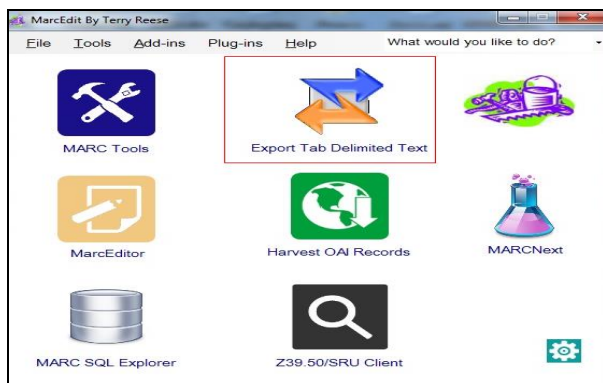 MarcEdit By Terry Reese
File Tools Add-ins Plug-ins Help What would you like to do?
MARC Tools Export Tab Delimited Text
MarcEditor Harvest OAI Records MARCNext
MARC SQL Explorer Z39.50/SRU Client